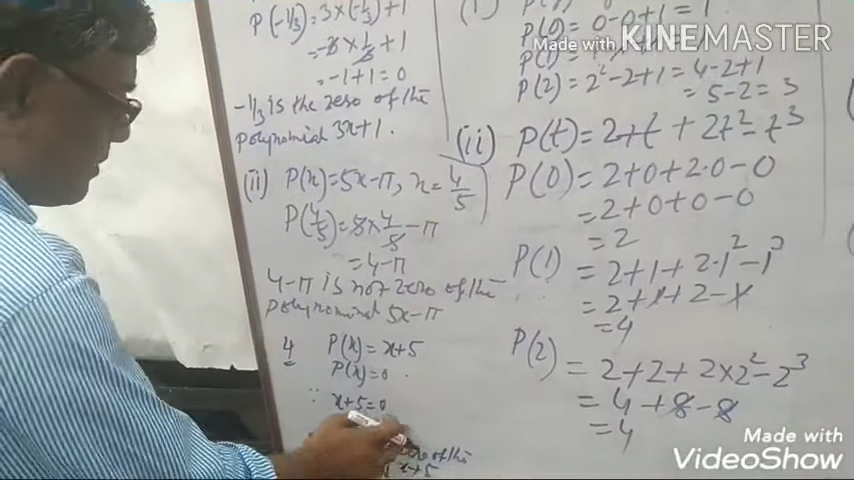 P(-1/3) = 3×(-1/3)+1
= -3×1/3+1
= -1+1=0
-1/3 is the zero of the
polynomial 3x+1.
(ii) P(x)=5x-π, x=4/5
P(4/5)=5×4/5-π
=4-π
4-π is not zero of the
polynomial 5x-π
4 P(x)=x+5
P(x)=0
∴ x+5=0
zero of the
x+5
P(0)=0-0+1=1
P(1)=
P(2)=2²-2+1=4-2+1
=5-2=3
(ii) P(t)=2+t+2t²-t³
P(0)=2+0+2·0-0
=2+0+0-0
=2
P(1)=2+1+2·1²-1³
=2+1+2-1
=4
P(2)=2+2+2×2²-2³
=4+8-8
=4
Made with KINEMASTER
Made With
VideoShow